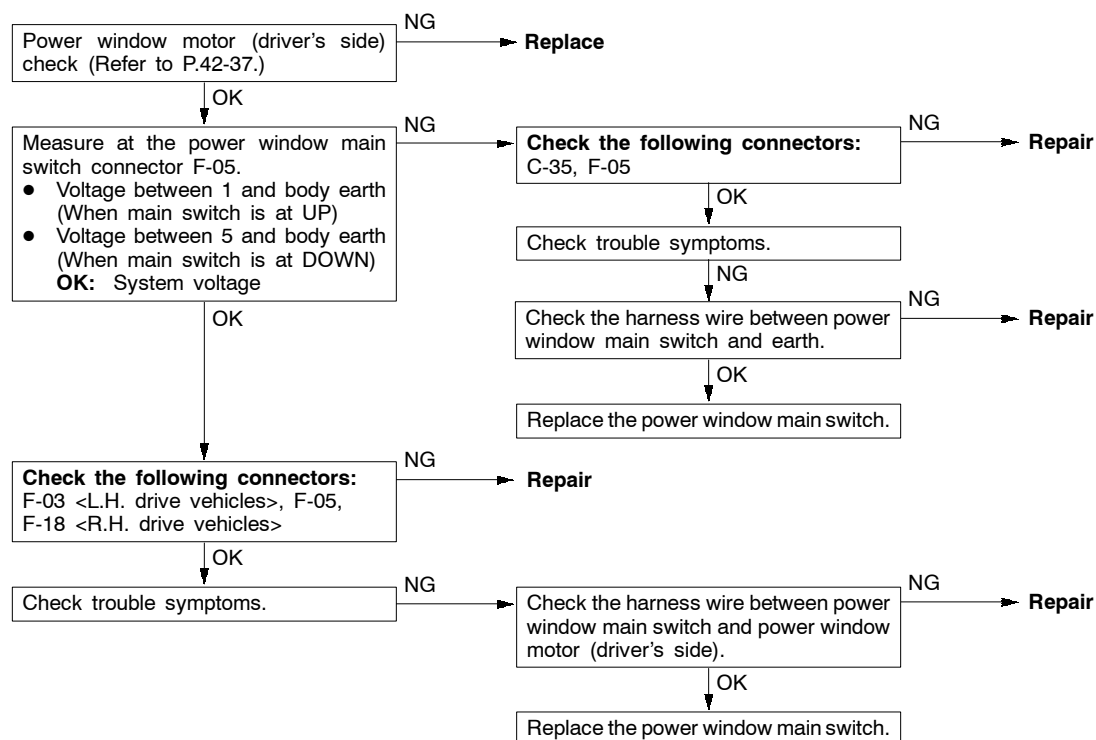 Power window motor (driver's side)
check (Refer to P.42-37.)
NG
Replace
OK
Measure at the power window main
switch connector F-05.
● Voltage between 1 and body earth
(When main switch is at UP)
● Voltage between 5 and body earth
(When main switch is at DOWN)
OK: System voltage
NG
Check the following connectors:
C-35, F-05
NG
Repair
OK
Check trouble symptoms.
NG
Check the harness wire between power
window main switch and earth.
NG
Repair
OK
Replace the power window main switch.
OK
Check the following connectors:
F-03 <L.H. drive vehicles>, F-05,
F-18 <R.H. drive vehicles>
NG
Repair
OK
Check trouble symptoms.
NG
Check the harness wire between power
window main switch and power window
motor (driver's side).
NG
Repair
OK
Replace the power window main switch.